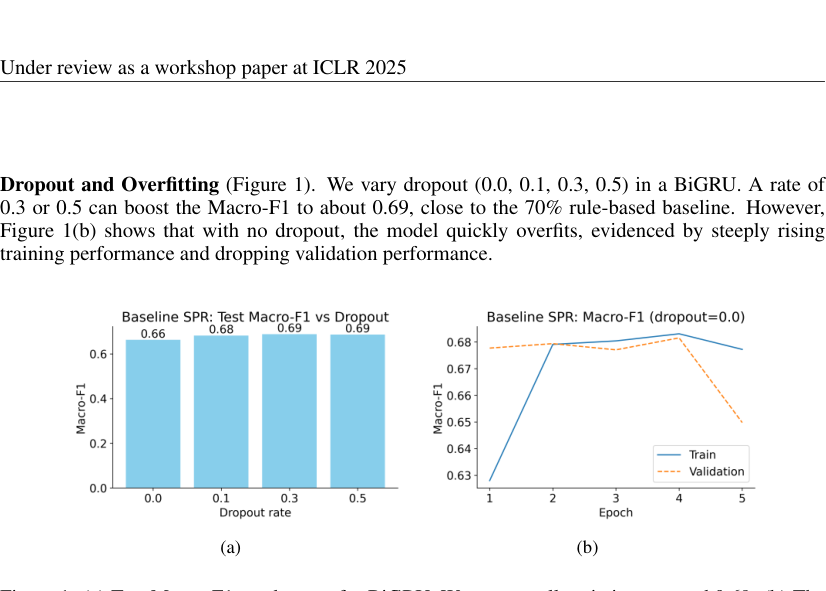 Under review as a workshop paper at ICLR 2025
Dropout and Overfitting (Figure 1). We vary dropout (0.0, 0.1, 0.3, 0.5) in a BiGRU. A rate of
0.3 or 0.5 can boost the Macro-F1 to about 0.69, close to the 70% rule-based baseline. However,
Figure 1(b) shows that with no dropout, the model quickly overfits, evidenced by steeply rising
training performance and dropping validation performance.
Baseline SPR: Test Macro-F1 vs Dropout
0.66 0.68 0.69 0.69
0.6
0.4
0.2
0.0
Macro-F1
0.0 0.1 0.3 0.5
Dropout rate
(a)
Baseline SPR: Macro-F1 (dropout=0.0)
0.68
0.67
0.66
0.65
0.64
0.63
Macro-F1
Train
Validation
1 2 3 4 5
Epoch
(b)